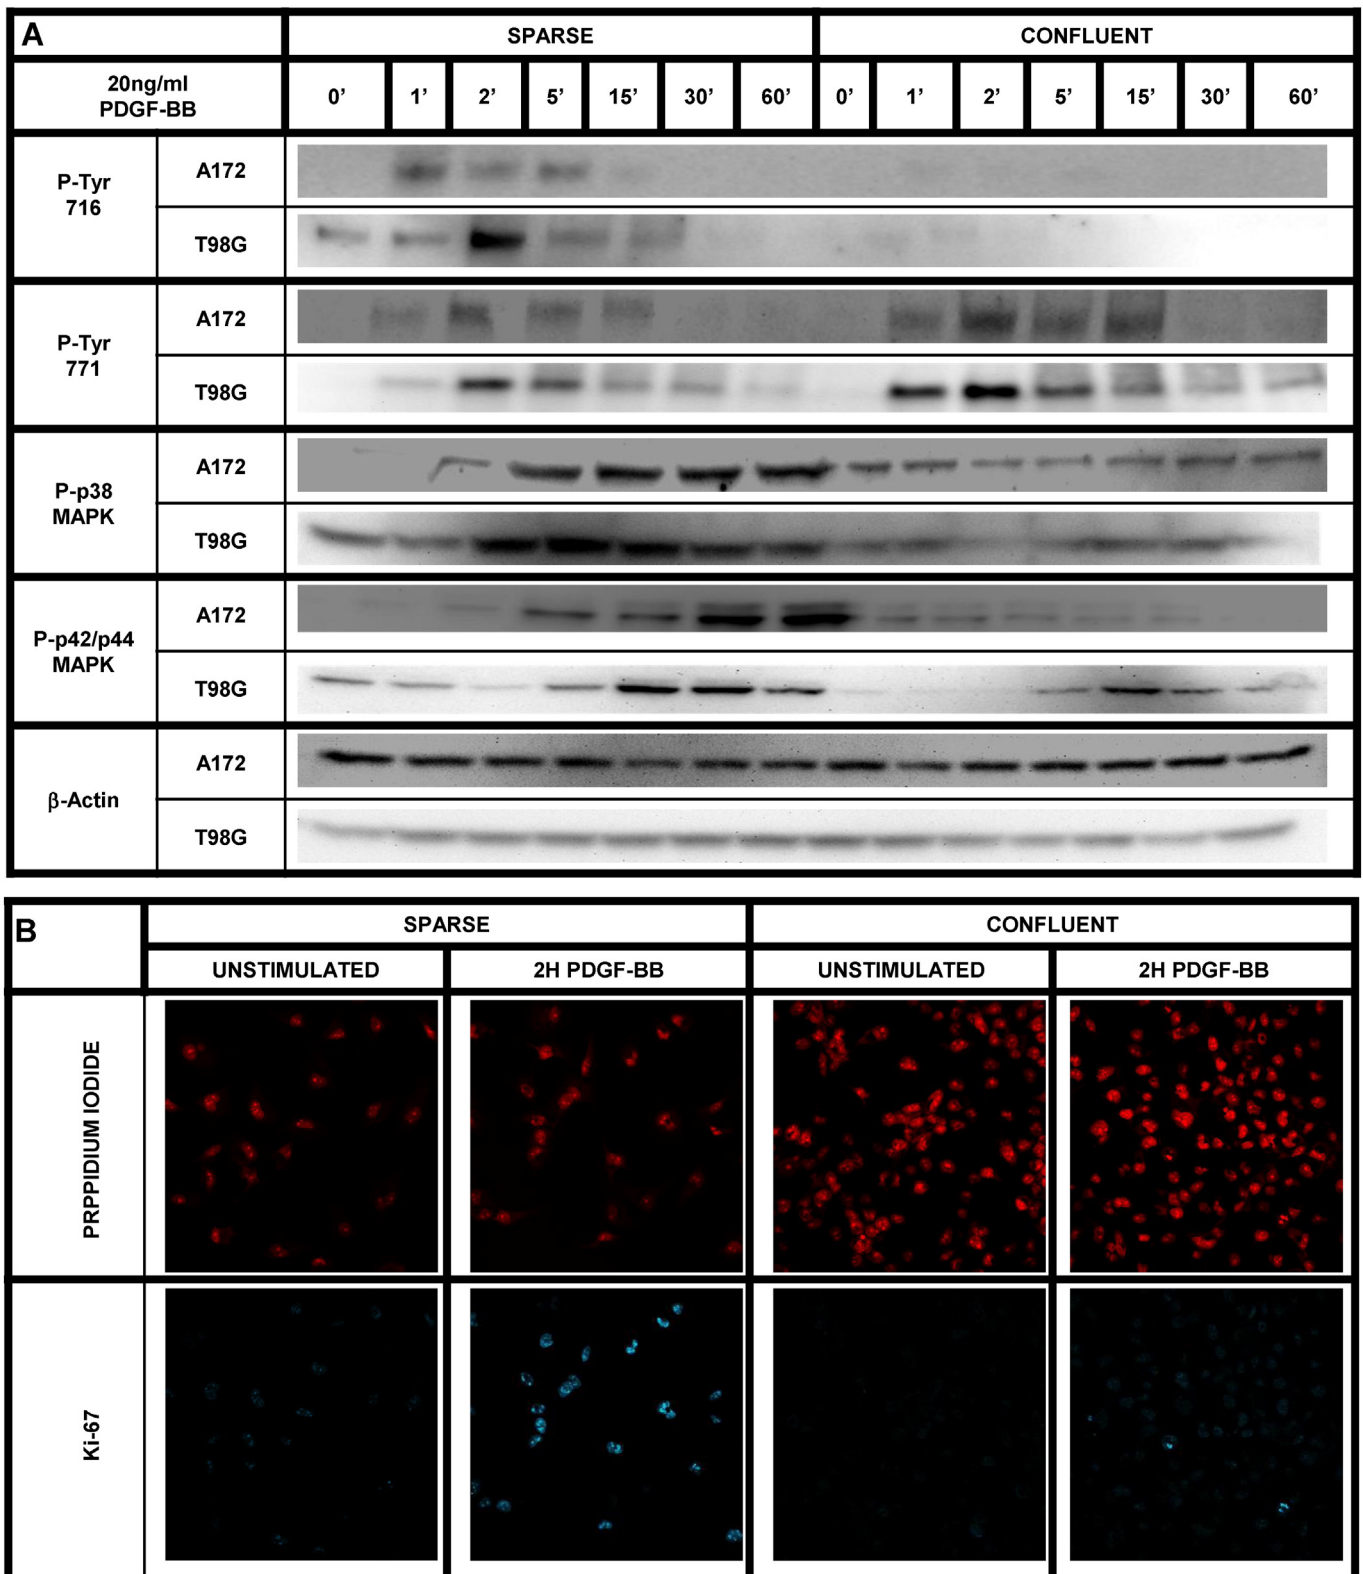 A
SPARSE
CONFLUENT
20ng/ml
PDGF-BB
0’ 1’ 2’ 5’ 15’ 30’ 60’ 0’ 1’ 2’ 5’ 15’ 30’ 60’
P-Tyr
716
A172
T98G
P-Tyr
771
A172
T98G
P-p38
MAPK
A172
T98G
P-p42/p44
MAPK
A172
T98G
β-Actin
A172
T98G
B
SPARSE
CONFLUENT
UNSTIMULATED
2H PDGF-BB
UNSTIMULATED
2H PDGF-BB
PRPPIDIUM IODIDE
Ki-67